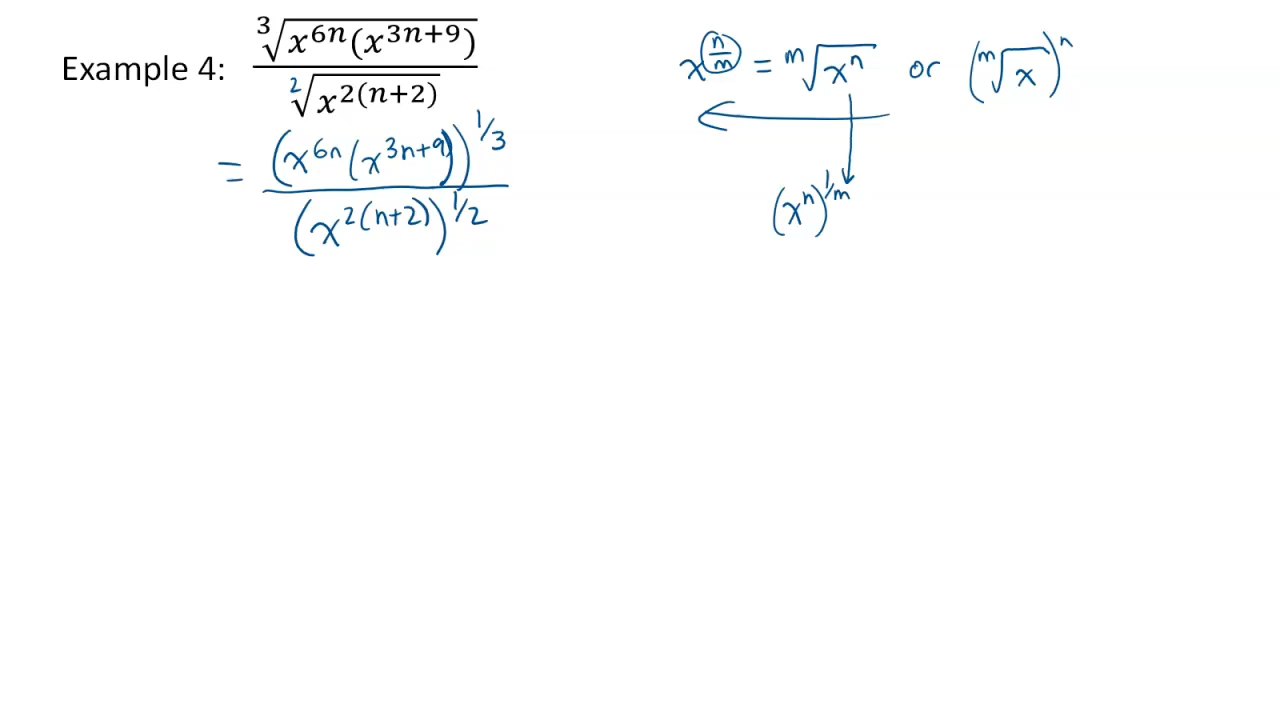 Example 4: ∛(x^{6n}(x^{3n+9})) / ²√(x^{2(n+2)})
x^{n/m} = ᵐ√(xⁿ) or (ᵐ√x)ⁿ
= (x^{6n}(x^{3n+9}))^{1/3} / (x^{2(n+2)})^{1/2}
(xⁿ)^{1/m}